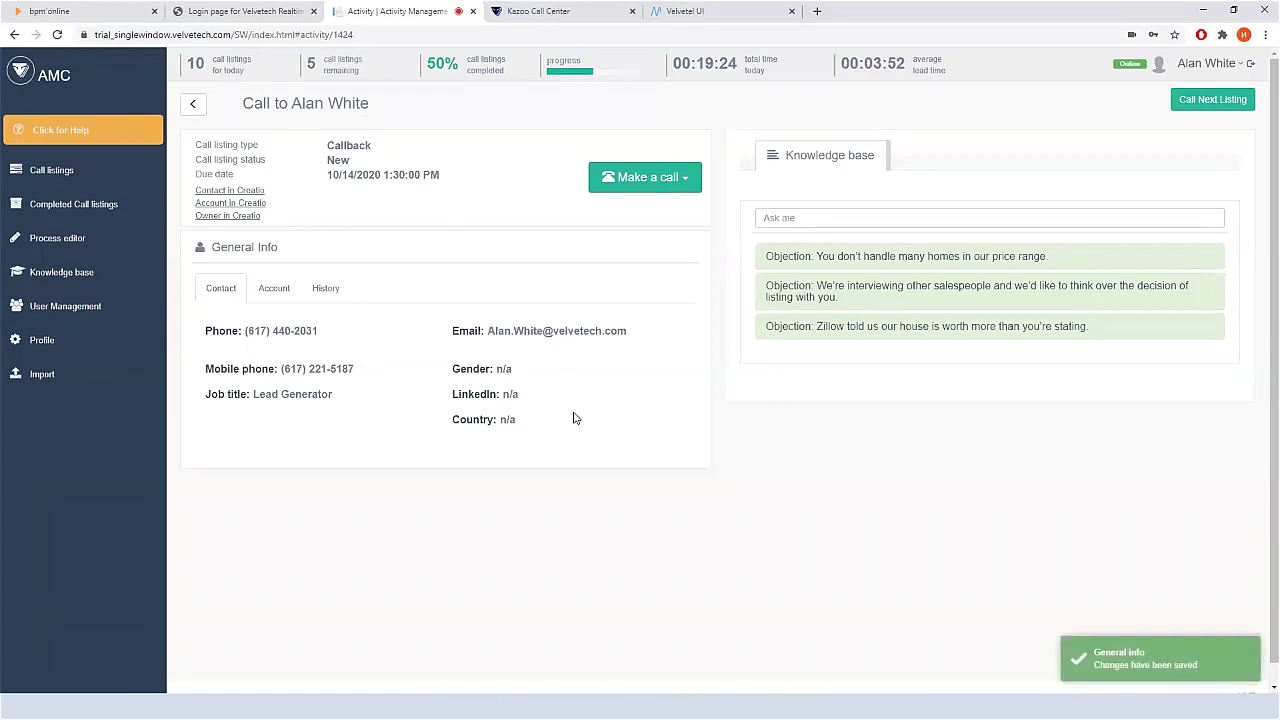 bpm'online
Login page for Velvetech Realtim
Activity | Activity Manageme
Kazoo Call Center
Velvetel UI
trial_singlewindow.velvetech.com/SW/index.html#activity/1424
AMC
10 call listings for today
5 call listings remaining
50% call listings completed
progress
00:19:24 total time today
00:03:52 average lead time
Online
Alan White
Click for Help
Call listings
Completed Call listings
Process editor
Knowledge base
User Management
Profile
Import
Call to Alan White
Call Next Listing
Call listing type Callback
Call listing status New
Due date 10/14/2020 1:30:00 PM
Contact in Creatio
Account in Creatio
Owner in Creatio
Make a call
General Info
Contact Account History
Phone: (617) 440-2031
Email: Alan.White@velvetech.com
Mobile phone: (617) 221-5187
Gender: n/a
Job title: Lead Generator
LinkedIn: n/a
Country: n/a
Knowledge base
Ask me
Objection: You don't handle many homes in our price range.
Objection: We're interviewing other salespeople and we'd like to think over the decision of
listing with you.
Objection: Zillow told us our house is worth more than you're stating.
General info
Changes have been saved